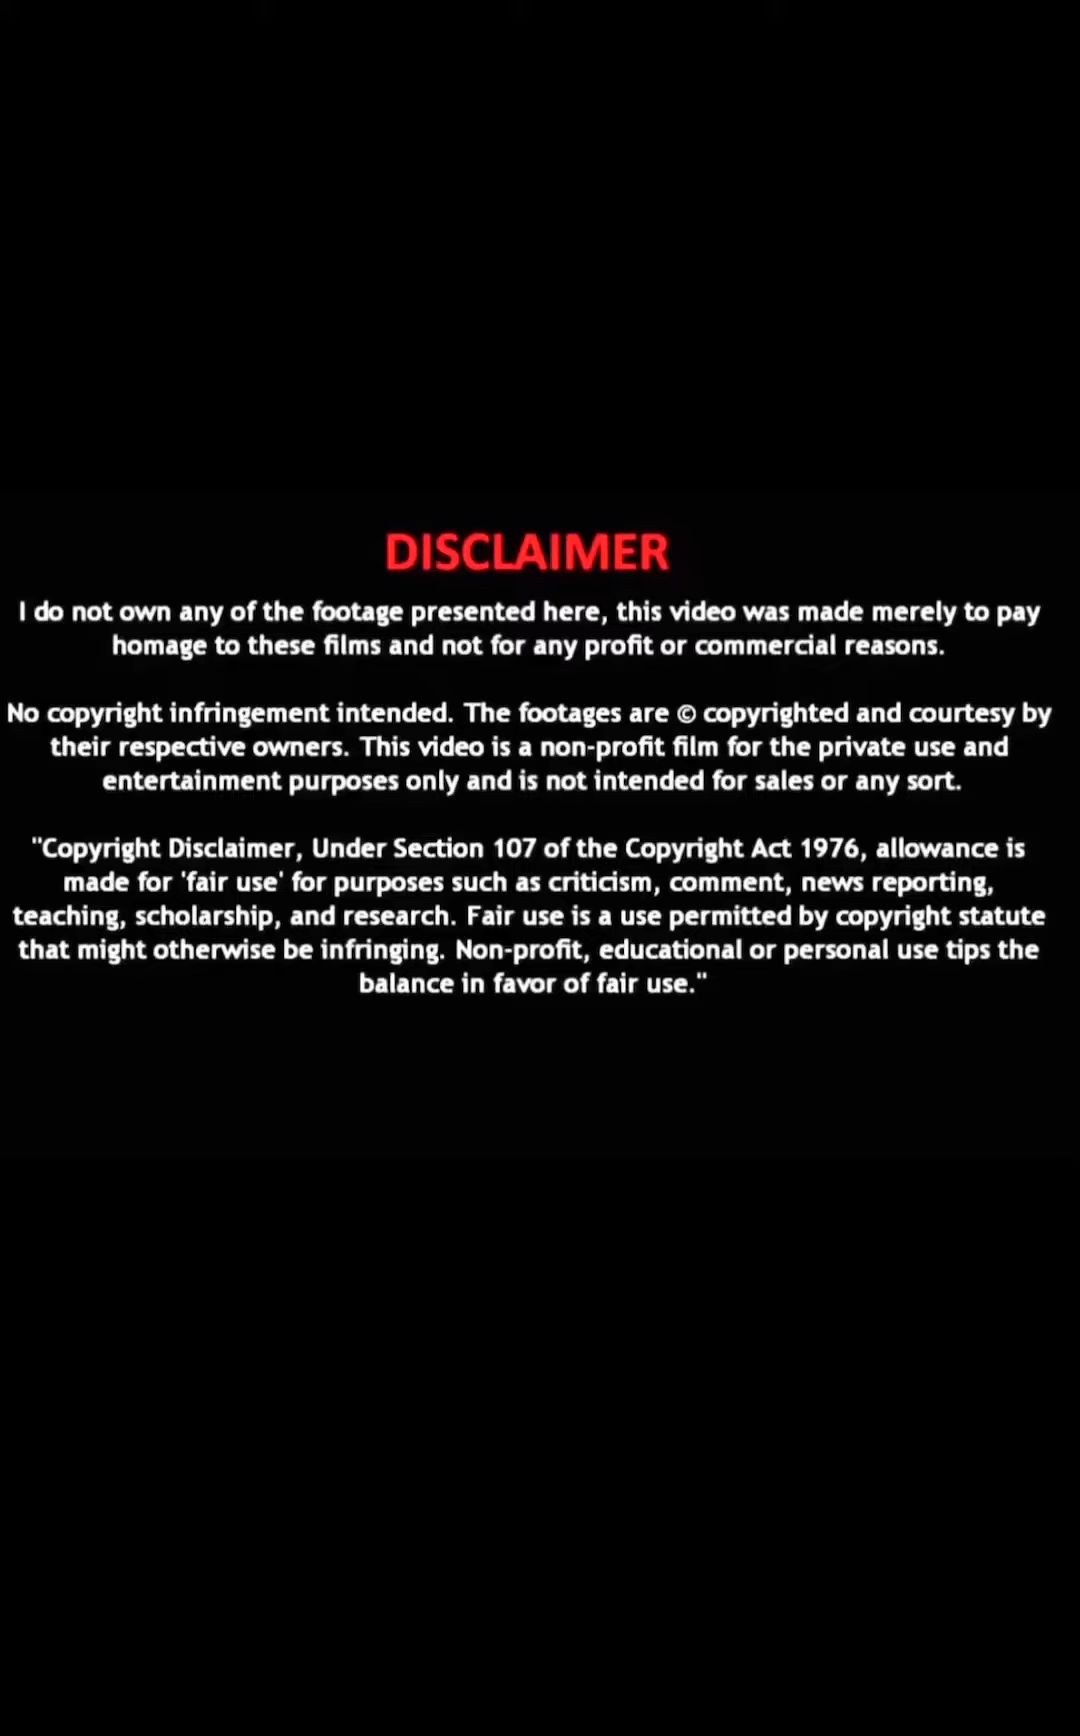 DISCLAIMER
I do not own any of the footage presented here, this video was made merely to pay
homage to these films and not for any profit or commercial reasons.
No copyright infringement intended. The footages are © copyrighted and courtesy by
their respective owners. This video is a non-profit film for the private use and
entertainment purposes only and is not intended for sales or any sort.
"Copyright Disclaimer, Under Section 107 of the Copyright Act 1976, allowance is
made for 'fair use' for purposes such as criticism, comment, news reporting,
teaching, scholarship, and research. Fair use is a use permitted by copyright statute
that might otherwise be infringing. Non-profit, educational or personal use tips the
balance in favor of fair use."